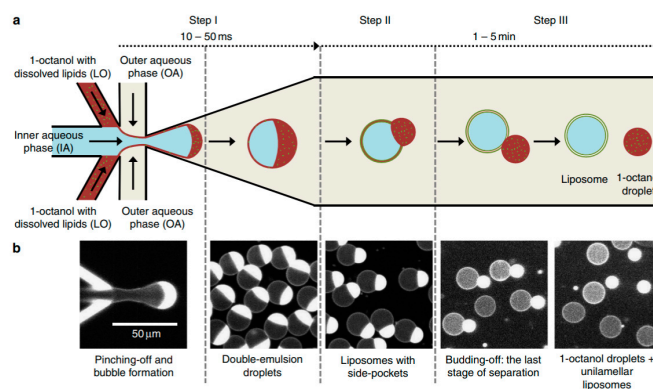 a
Step I
Step II
Step III
10 – 50 ms
1 – 5 min
1-octanol with
dissolved lipids (LO)
Outer aqueous
phase (OA)
Inner aqueous
phase (IA)
1-octanol with
dissolved lipids (LO)
Outer aqueous
phase (OA)
Liposome
1-octanol
droplet
b
50 µm
Pinching-off and
bubble formation
Double-emulsion
droplets
Liposomes with
side-pockets
Budding-off: the last
stage of separation
1-octanol droplets +
unilamellar
liposomes